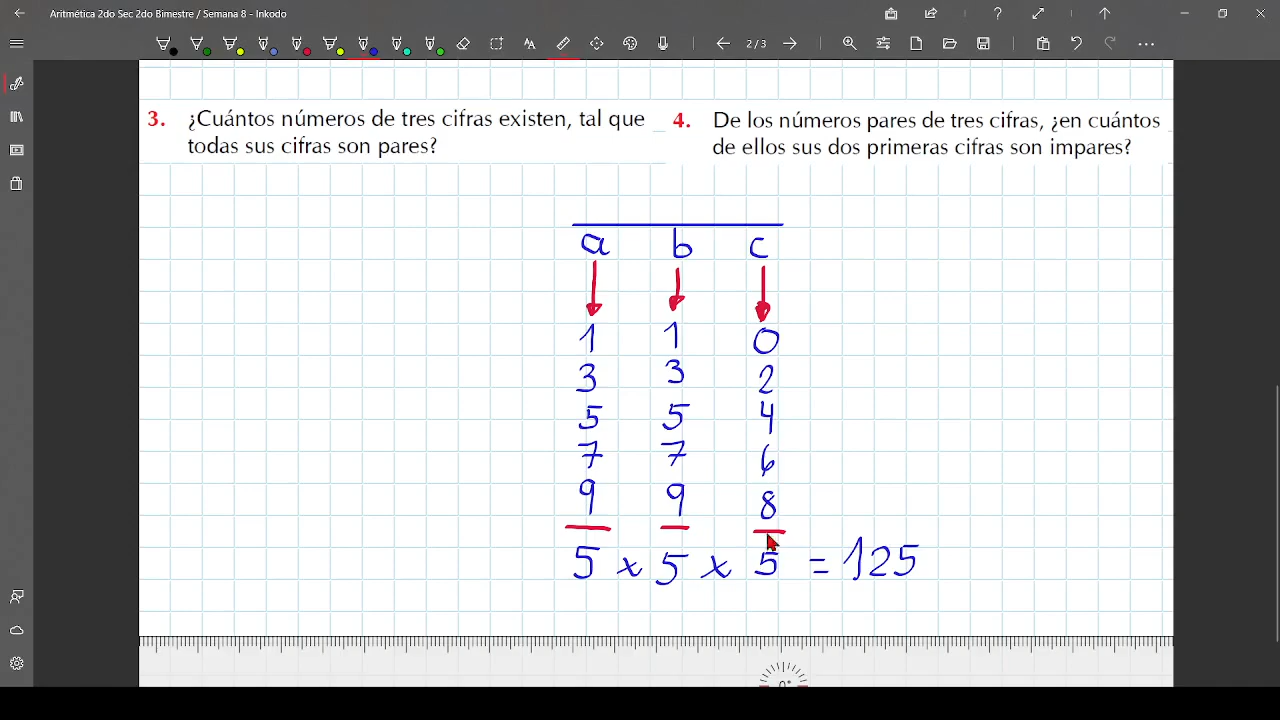 Aritmética 2do Sec 2do Bimestre / Semana 8 - Inkodo
2/3
3. ¿Cuántos números de tres cifras existen, tal que
todas sus cifras son pares?
4. De los números pares de tres cifras, ¿en cuántos
de ellos sus dos primeras cifras son impares?
a b c
1 1 0
3 3 2
5 5 4
7 7 6
9 9 8
5 x 5 x 5 = 125
0°